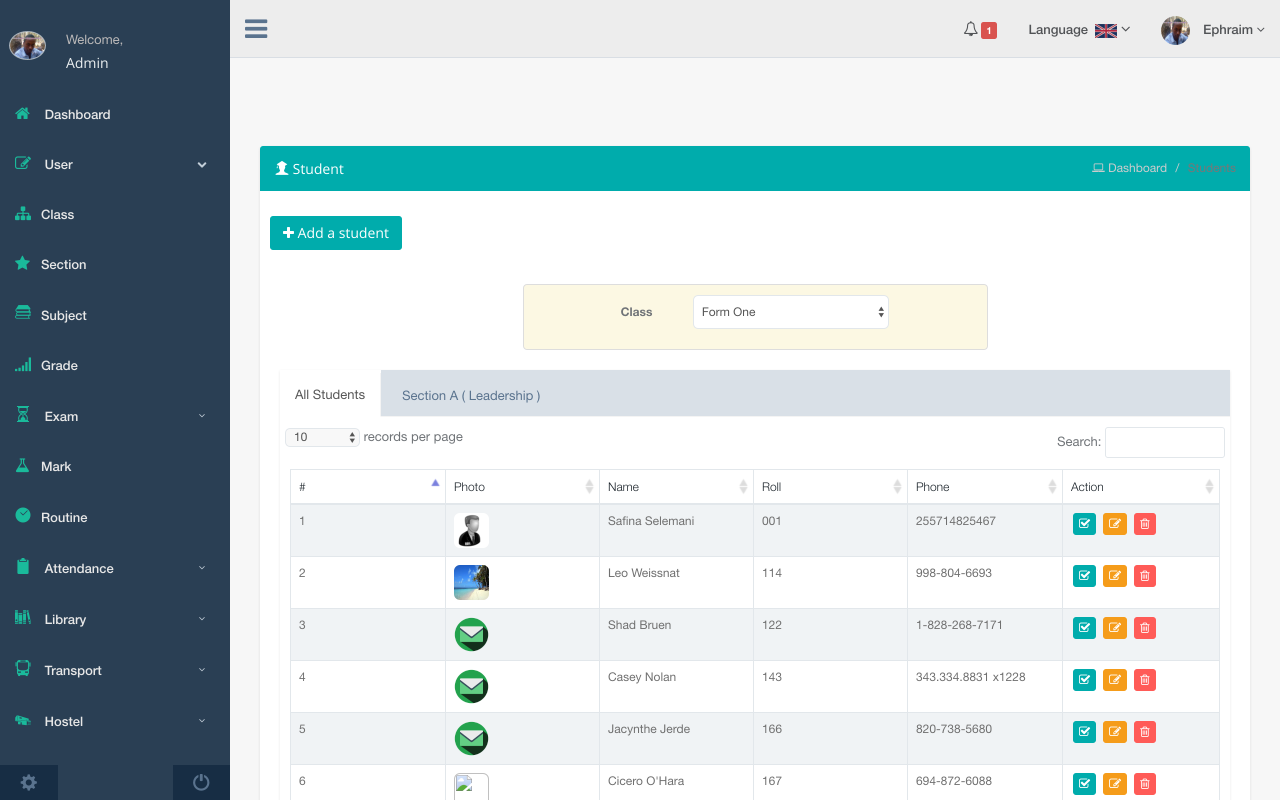 Welcome,
Admin
Dashboard
User
Class
Section
Subject
Grade
Exam
Mark
Routine
Attendance
Library
Transport
Hostel
1
Language
Ephraim
Student
Dashboard / Students
+ Add a student
Class Form One
All Students Section A ( Leadership )
10 records per page
Search:
# Photo Name Roll Phone Action
1 Safina Selemani 001 255714825467
2 Leo Weissnat 114 998-804-6693
3 Shad Bruen 122 1-828-268-7171
4 Casey Nolan 143 343.334.8831 x1228
5 Jacynthe Jerde 166 820-738-5680
6 Cicero O'Hara 167 694-872-6088